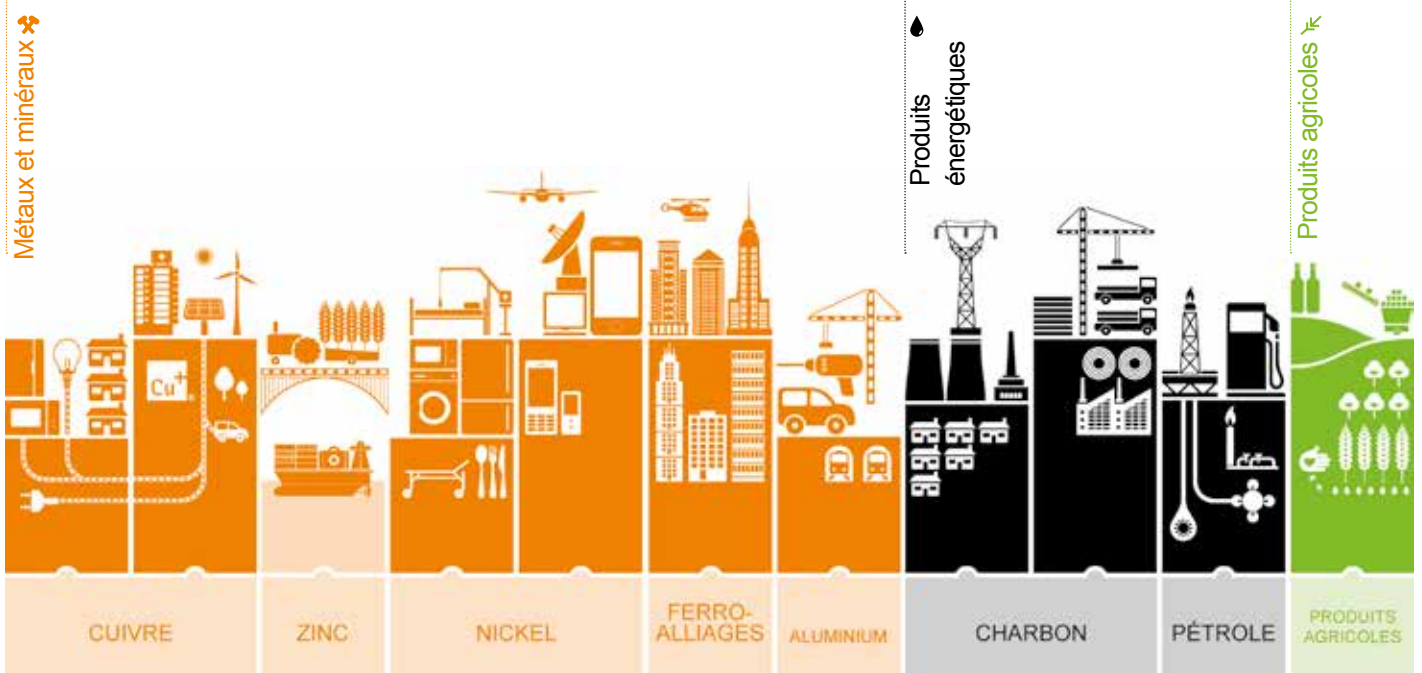 Métaux et minéraux
Produits
énergétiques
Produits agricoles
Cu+
CUIVRE
ZINC
NICKEL
FERRO-
ALLIAGES
ALUMINIUM
CHARBON
PÉTROLE
PRODUITS
AGRICOLES